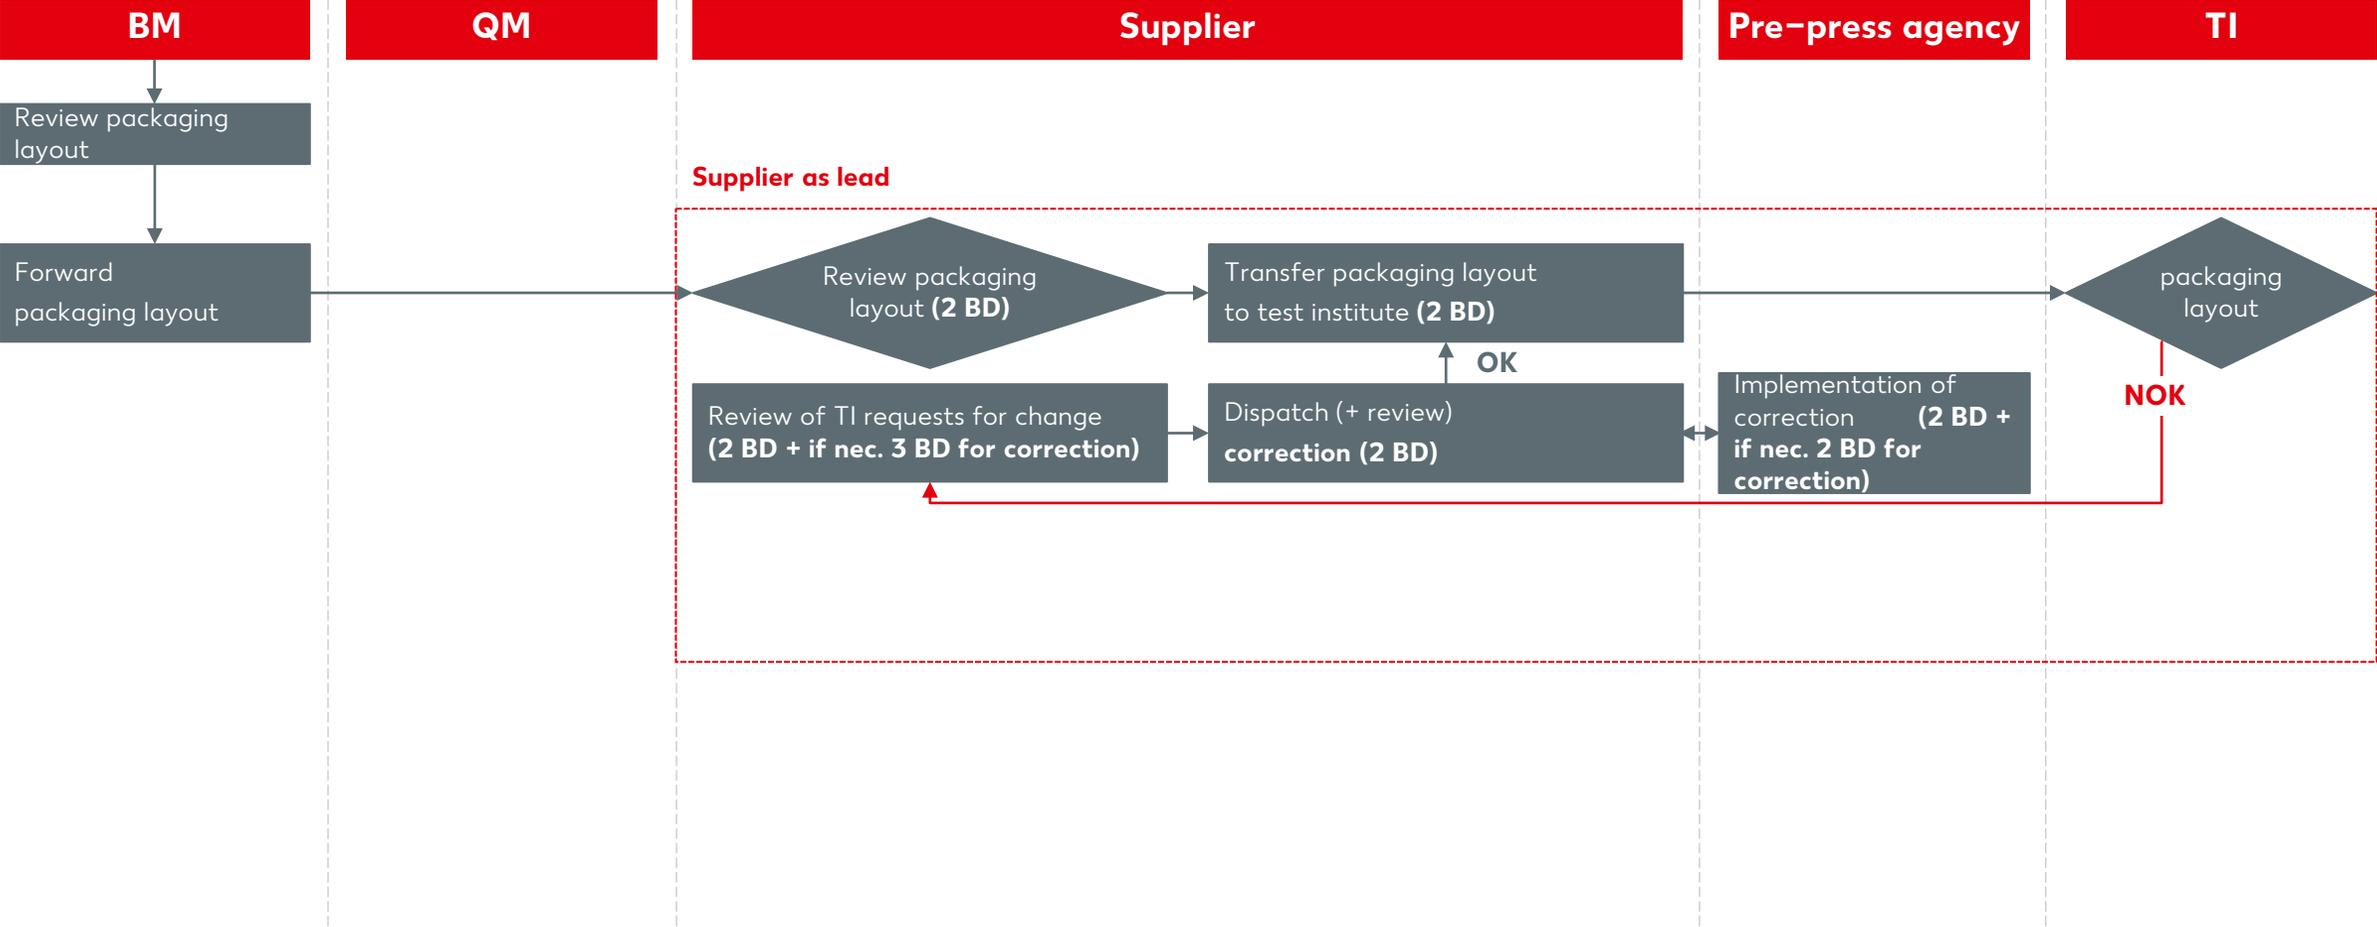 BM
QM
Supplier
Pre-press agency
TI
Review packaging
layout
Supplier as lead
Forward
packaging layout
Review packaging
layout (2 BD)
Transfer packaging layout
to test institute (2 BD)
packaging
layout
OK
NOK
Review of TI requests for change
(2 BD + if nec. 3 BD for correction)
Dispatch (+ review)
correction (2 BD)
Implementation of
correction (2 BD +
if nec. 2 BD for
correction)